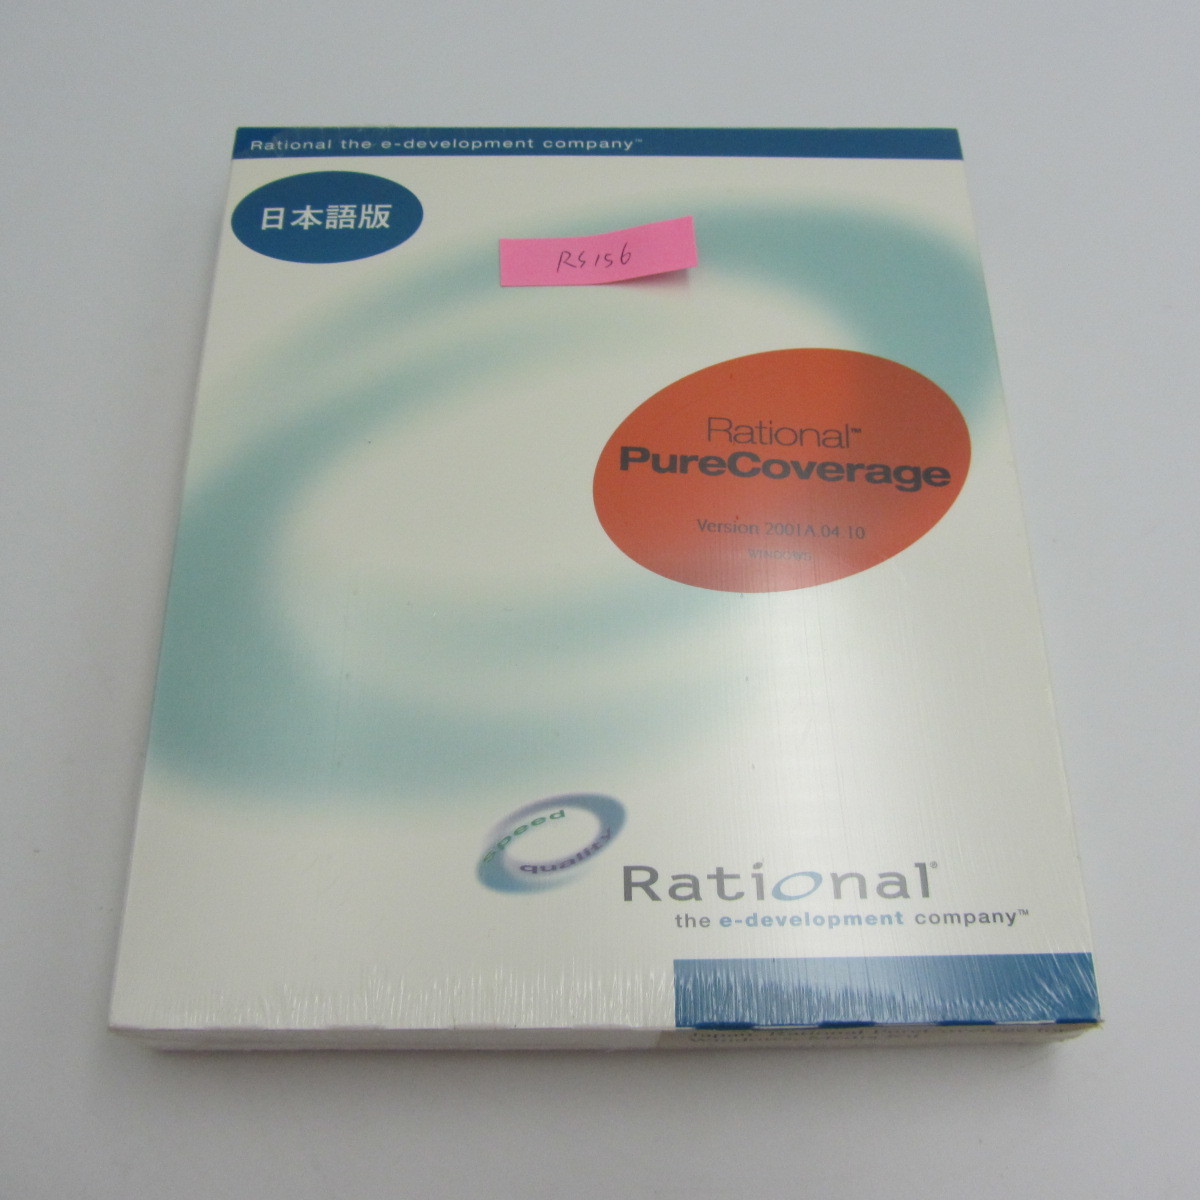 Rational the e-development company™
日本語版
RS156
Rational™
PureCoverage
Version 2001A.04.10
WINDOWS
speed
quality
Rational®
the e-development company™